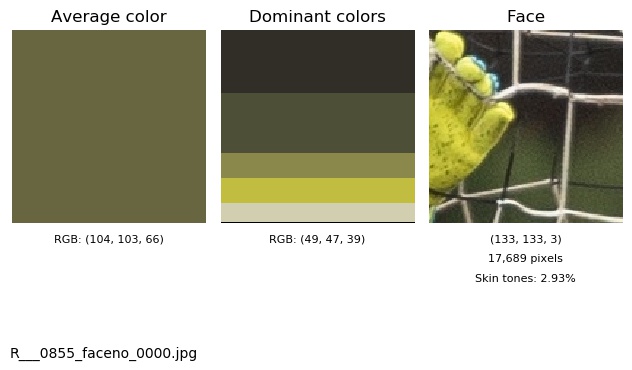 Average color
Dominant colors
Face
RGB: (104, 103, 66)
RGB: (49, 47, 39)
(133, 133, 3)
17,689 pixels
Skin tones: 2.93%
R___0855_faceno_0000.jpg